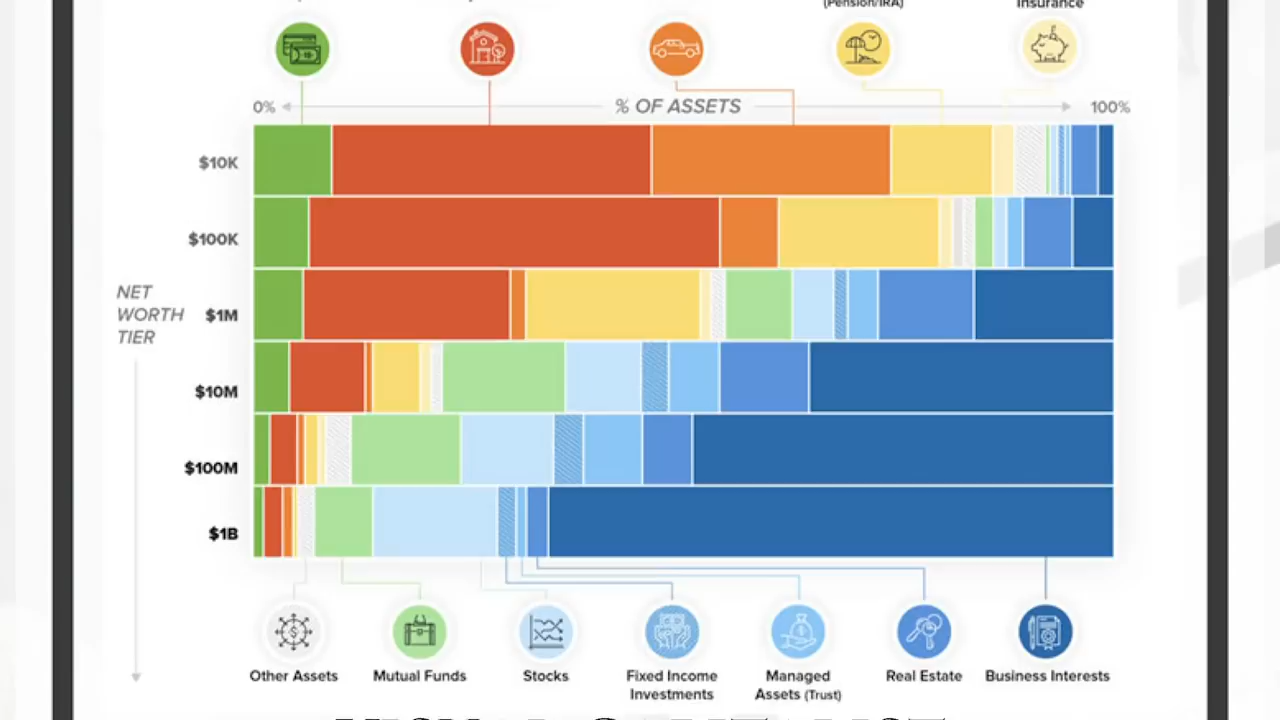 (Pension/IRA)
Insurance
0%
% OF ASSETS
100%
$10K
$100K
NET
WORTH
TIER
$1M
$10M
$100M
$1B
Other Assets
Mutual Funds
Stocks
Fixed Income
Investments
Managed
Assets (Trust)
Real Estate
Business Interests